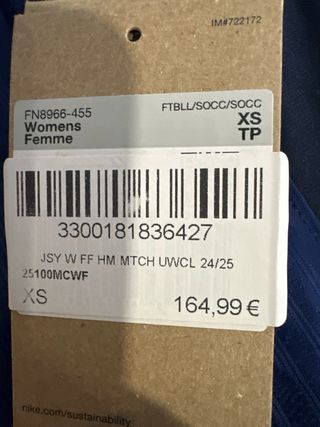 IM#722172
FN8966-455
FTBLL/SOCC/SOCC
Womens
XS
Femme
TP
3300181836427
JSY W FF HM MTCH UWCL 24/25
25100MCWF
XS
164,99 €
nike.com/sustainability